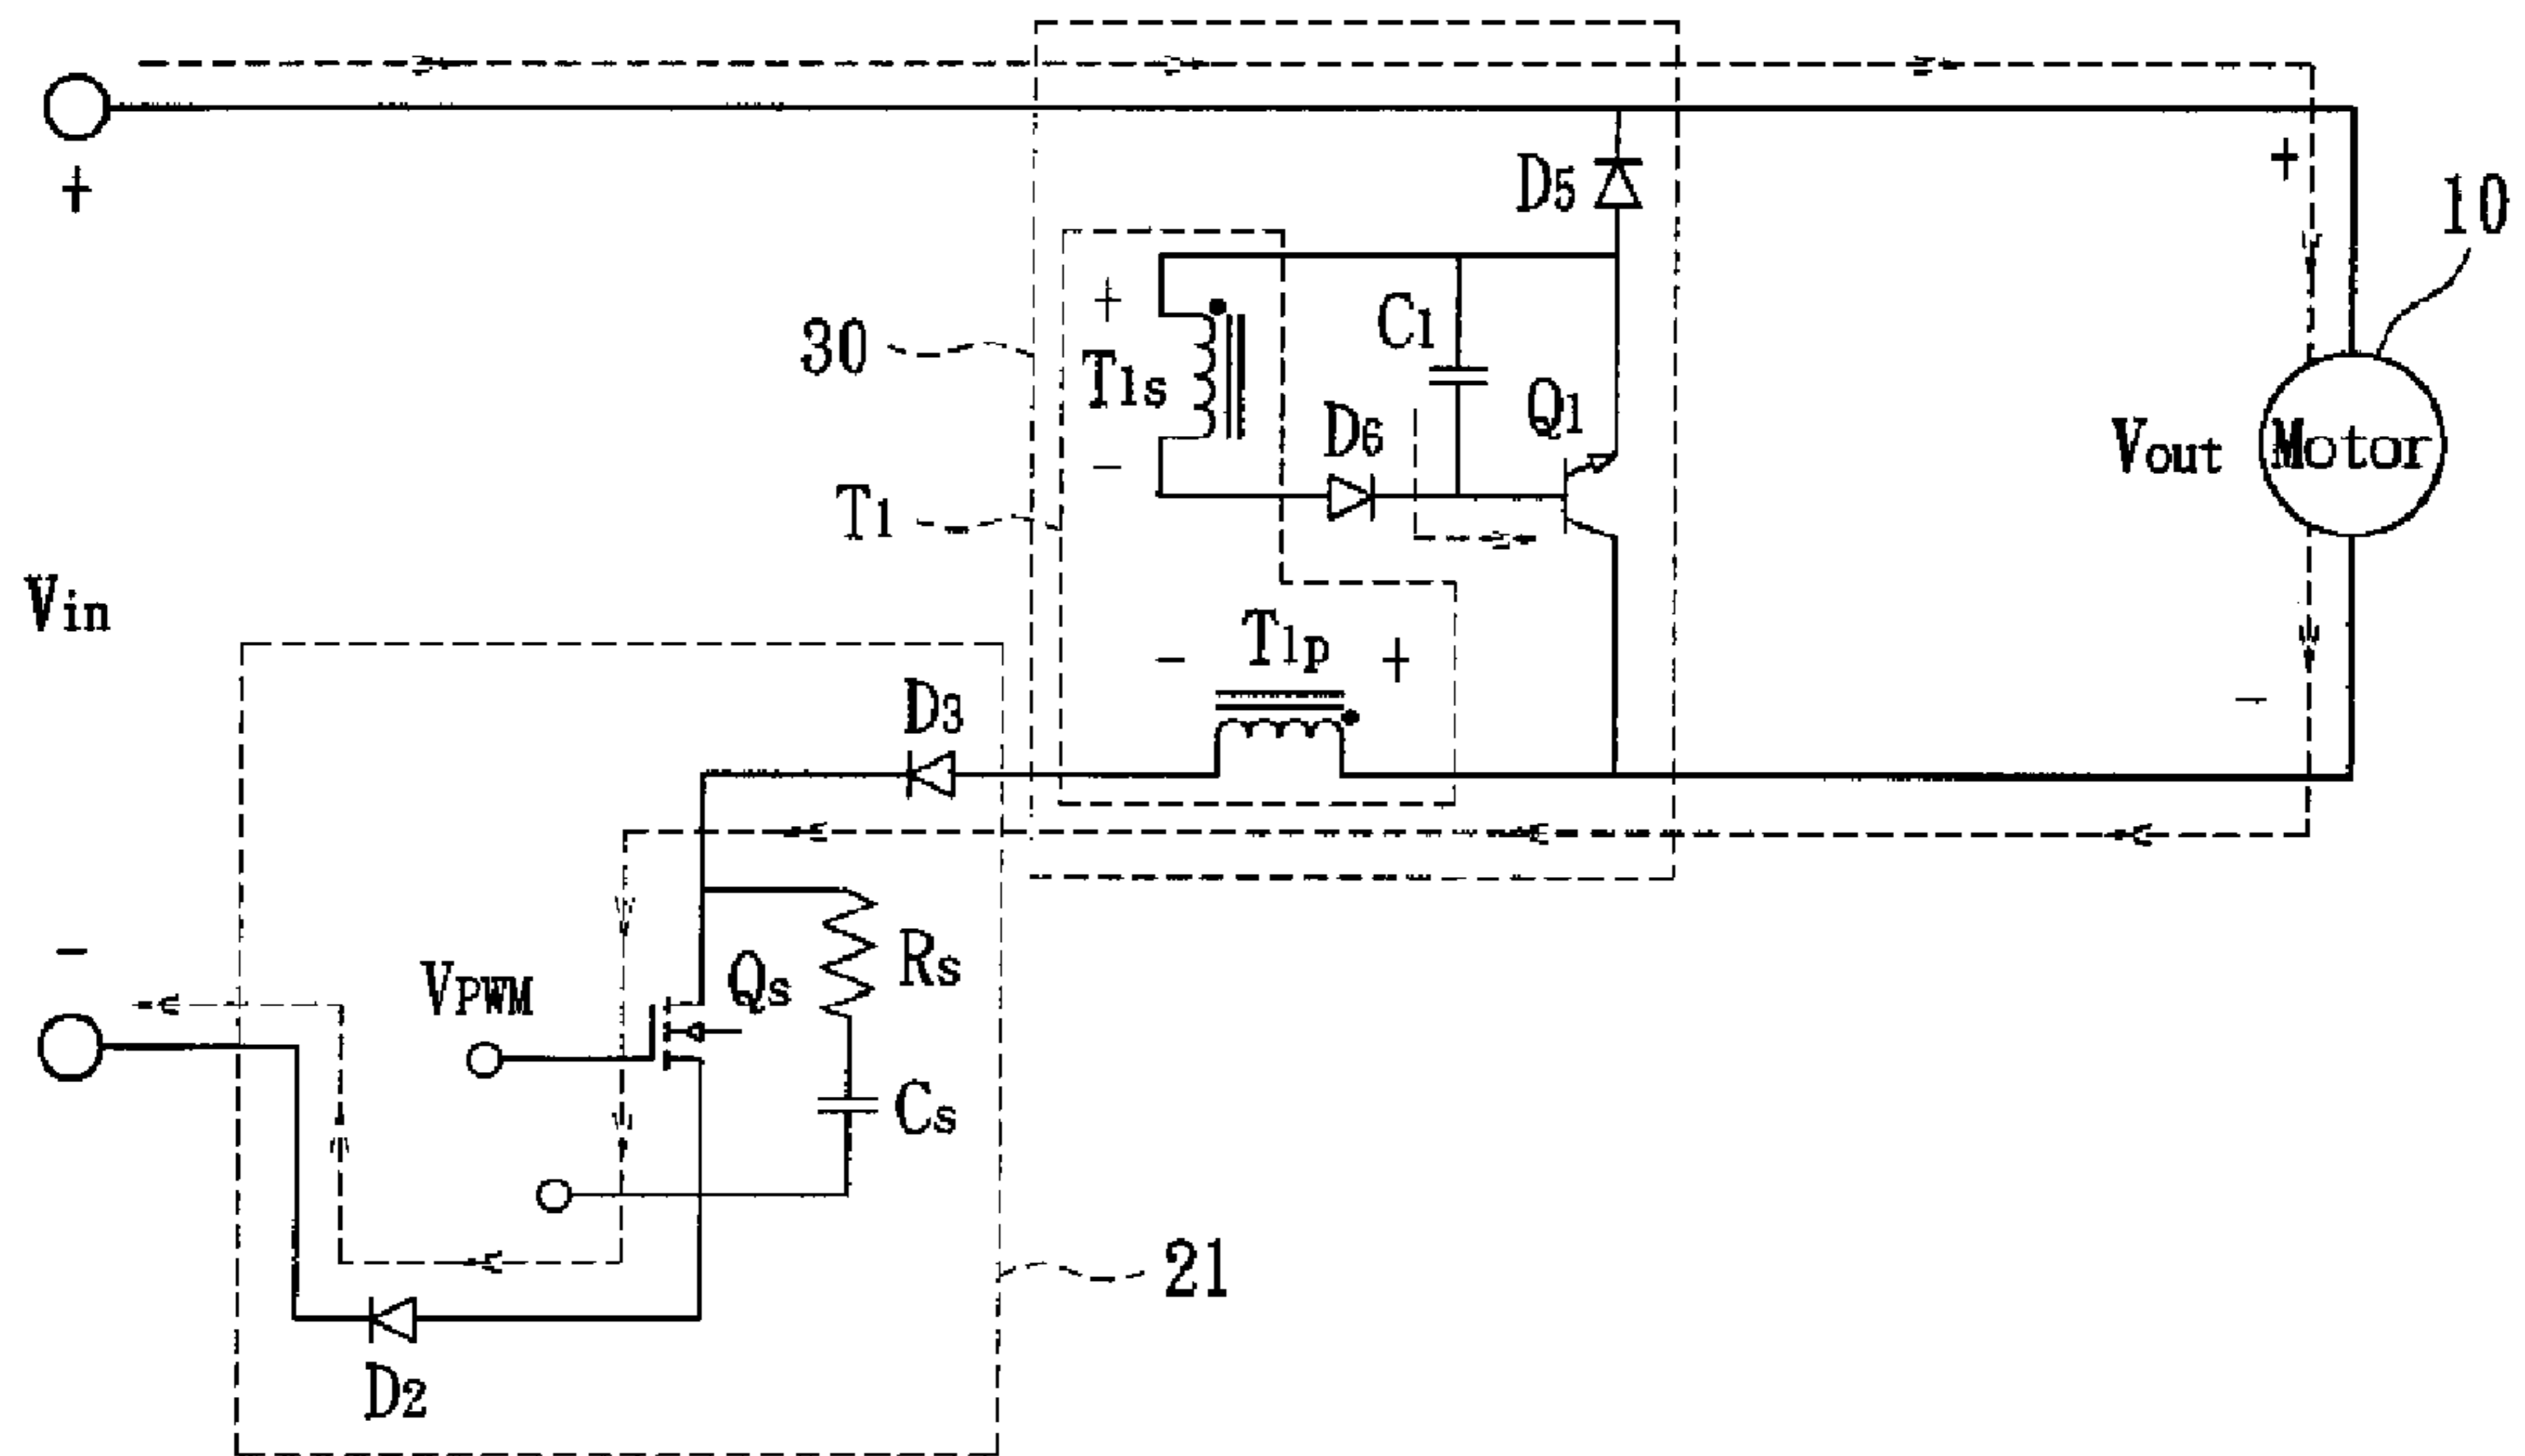 +
+
D5
10
+
C1
30
T1s
Q1
D6
Vout
Motor
-
T1
Vin
T1p
-
+
D3
-
-
VPWM
Qs
Rs
Cs
21
D2